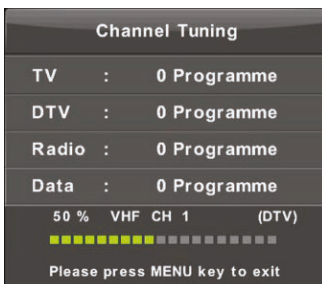 Channel Tuning
TV : 0 Programme
DTV : 0 Programme
Radio : 0 Programme
Data : 0 Programme
50 % VHF CH 1 (DTV)
Please press MENU key to exit